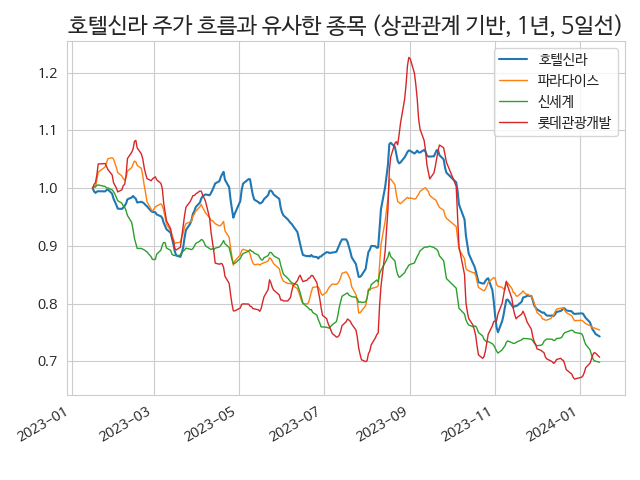 호텔신라 주가 흐름과 유사한 종목 (상관관계 기반, 1년, 5일선)
호텔신라
파라다이스
신세계
롯데관광개발
1.2
1.1
1.0
0.9
0.8
0.7
2023-01
2023-03
2023-05
2023-07
2023-09
2023-11
2024-01